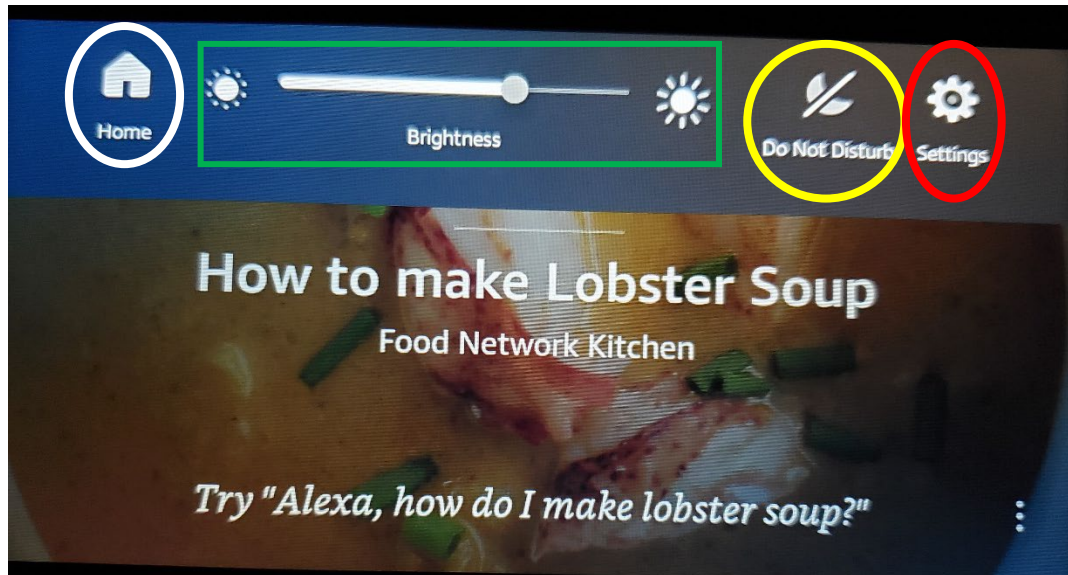 Home
Brightness
Do Not Disturb
Settings
How to make Lobster Soup
Food Network Kitchen
Try "Alexa, how do I make lobster soup?"